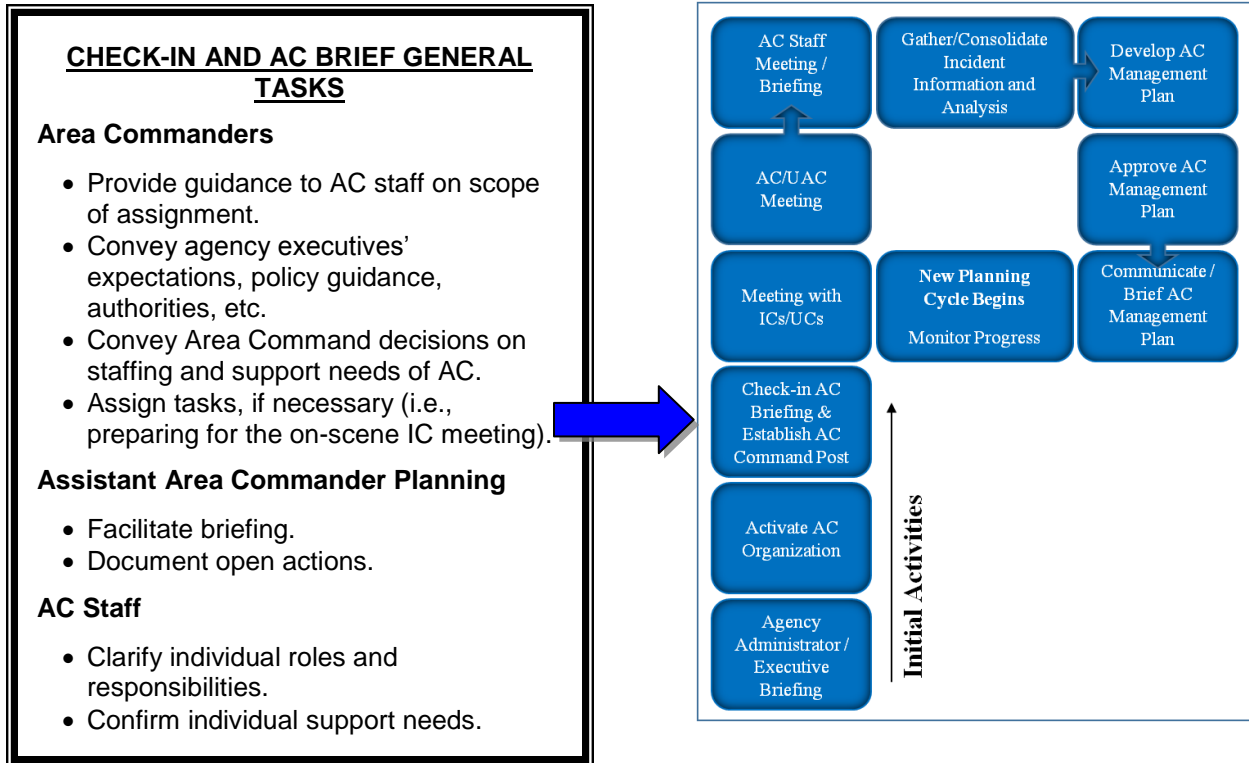 CHECK-IN AND AC BRIEF GENERAL
TASKS
Area Commanders
• Provide guidance to AC staff on scope
of assignment.
• Convey agency executives’
expectations, policy guidance,
authorities, etc.
• Convey Area Command decisions on
staffing and support needs of AC.
• Assign tasks, if necessary (i.e.,
preparing for the on-scene IC meeting).
Assistant Area Commander Planning
• Facilitate briefing.
• Document open actions.
AC Staff
• Clarify individual roles and
responsibilities.
• Confirm individual support needs.
AC Staff
Meeting /
Briefing
Gather/Consolidate
Incident
Information and
Analysis
Develop AC
Management
Plan
AC/UAC
Meeting
Approve AC
Management
Plan
Meeting with
ICs/UCs
New Planning
Cycle Begins
Monitor Progress
Communicate /
Brief AC
Management
Plan
Check-in AC
Briefing &
Establish AC
Command Post
Activate AC
Organization
Agency
Administrator /
Executive
Briefing
Initial Activities